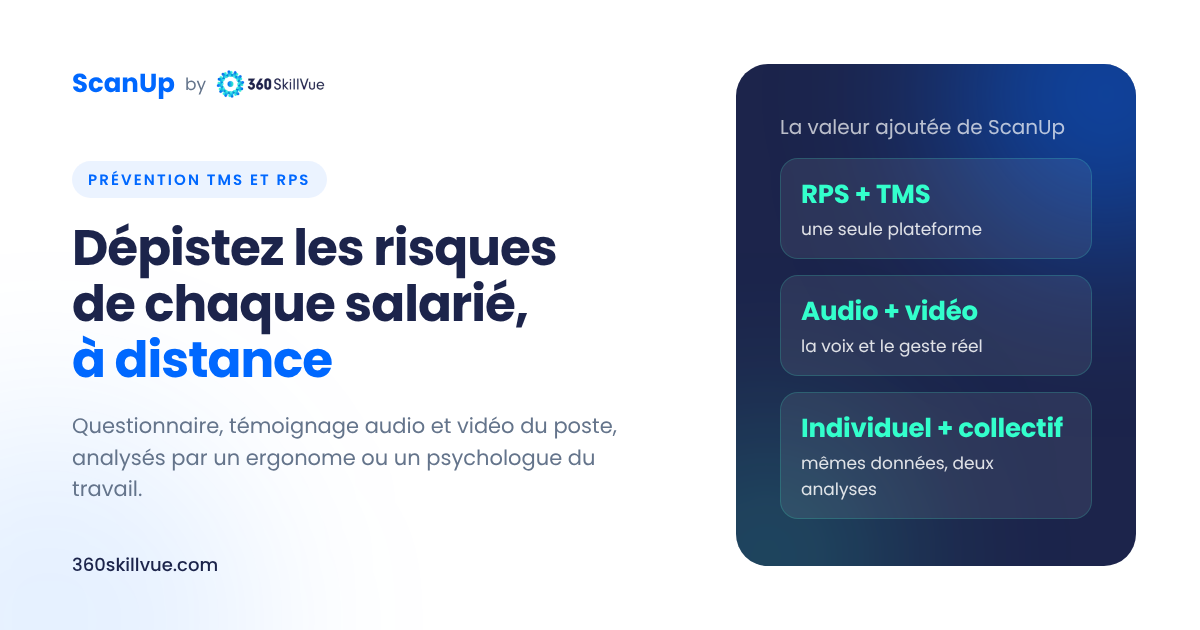 ScanUp by 360 SkillVue
PRÉVENTION TMS ET RPS
Dépistez les risques
de chaque salarié,
à distance
Questionnaire, témoignage audio et vidéo du poste,
analysés par un ergonome ou un psychologue du
travail.
360skillvue.com
La valeur ajoutée de ScanUp
RPS + TMS
une seule plateforme
Audio + vidéo
la voix et le geste réel
Individuel + collectif
mêmes données, deux
analyses